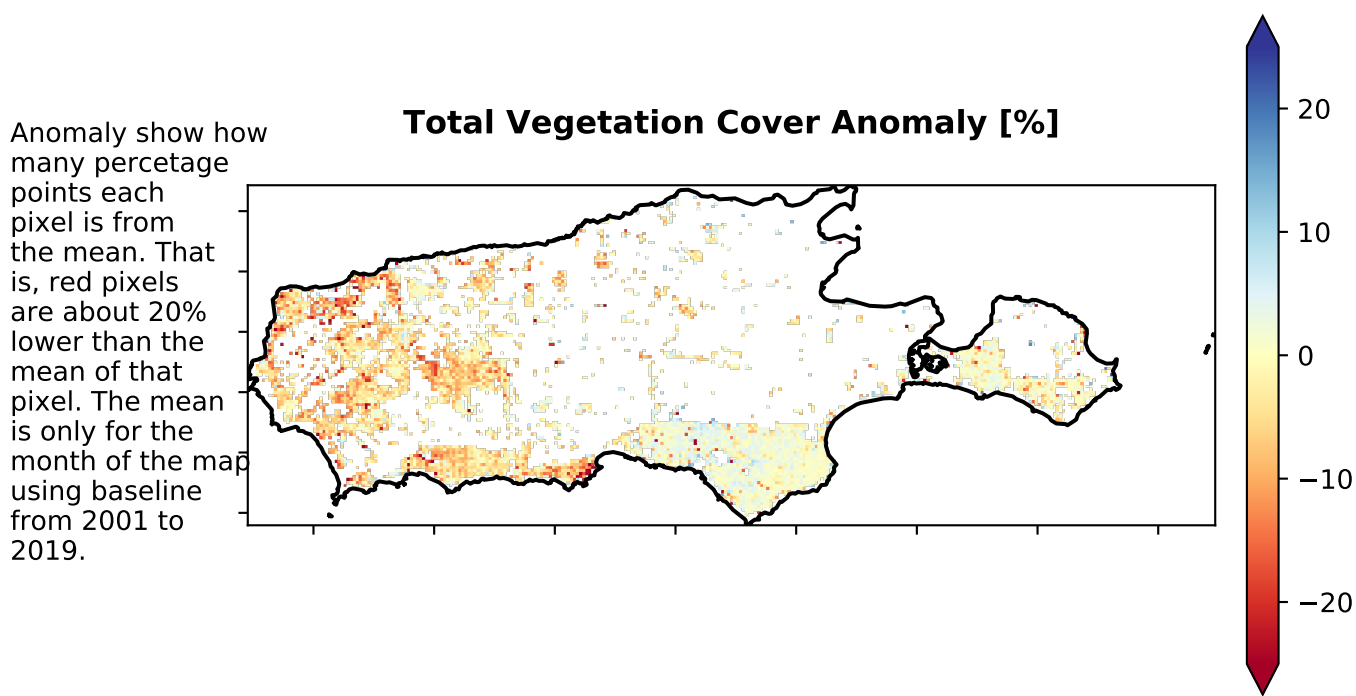 Total Vegetation Cover Anomaly [%]
Anomaly show how
many percetage
points each
pixel is from
the mean. That
is, red pixels
are about 20%
lower than the
mean of that
pixel. The mean
is only for the
month of the map
using baseline
from 2001 to
2019.
20
10
0
−10
−20